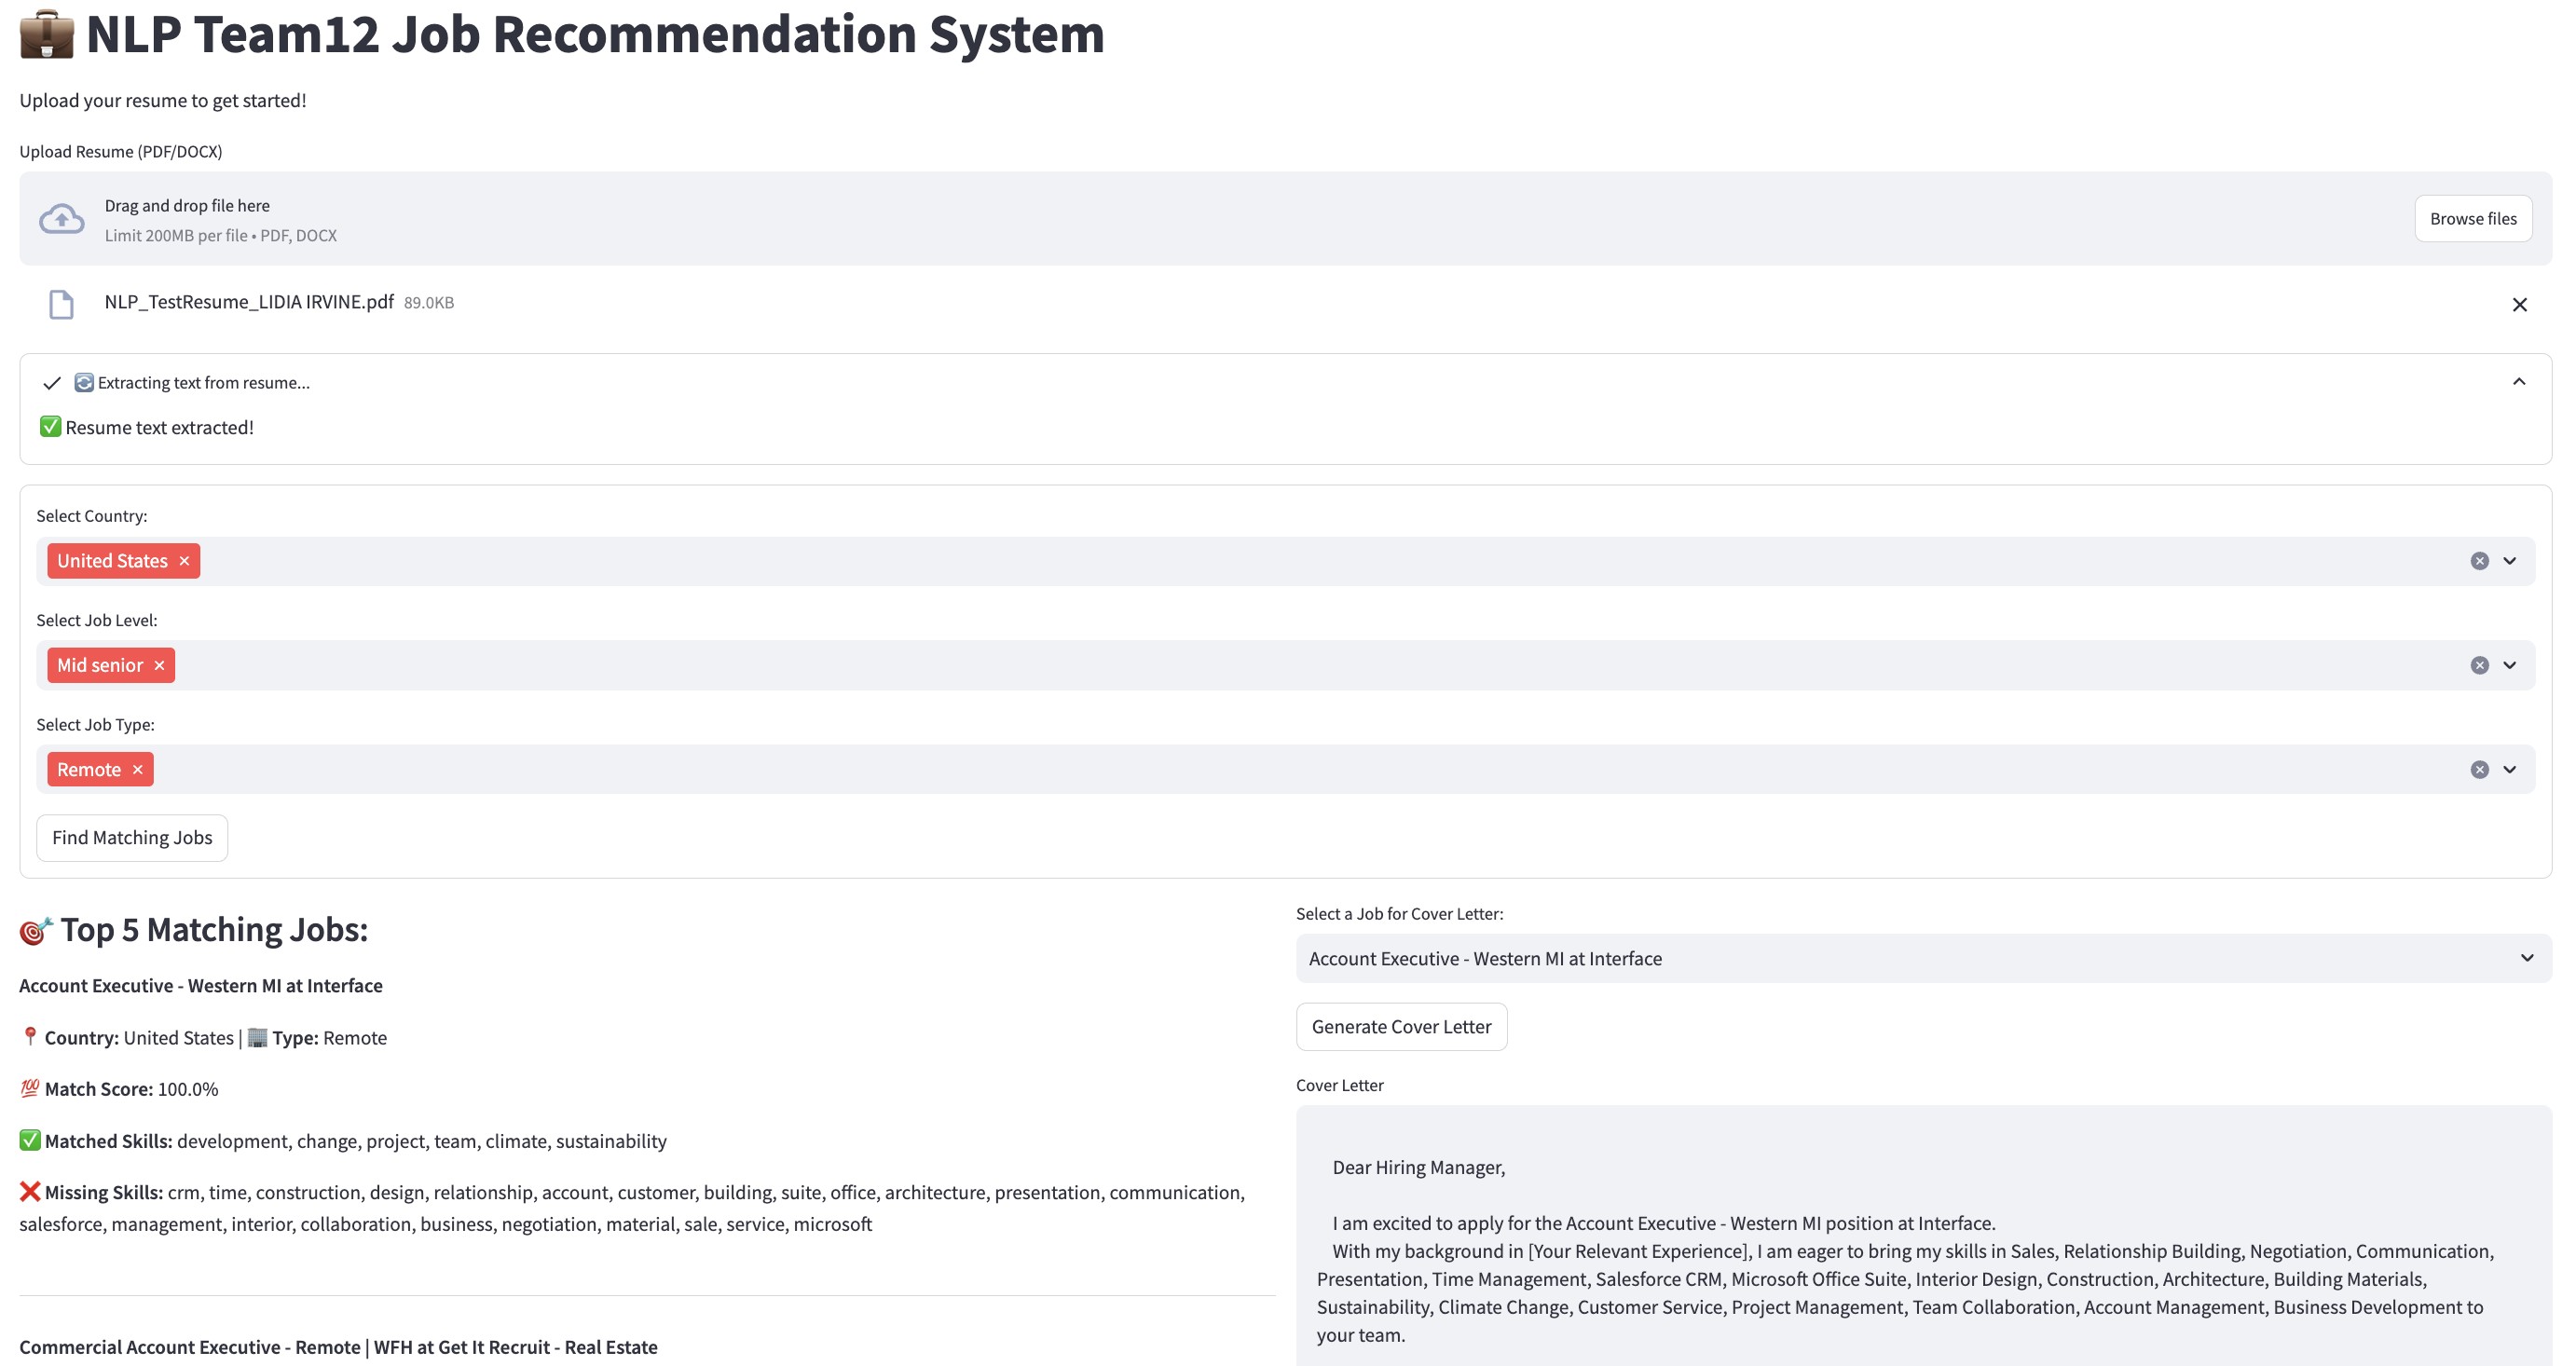 NLP Team12 Job Recommendation System
Upload your resume to get started!
Upload Resume (PDF/DOCX)
Drag and drop file here
Limit 200MB per file • PDF, DOCX
Browse files
NLP_TestResume_LIDIA IRVINE.pdf 89.0KB
Extracting text from resume...
Resume text extracted!
Select Country:
United States
Select Job Level:
Mid senior
Select Job Type:
Remote
Find Matching Jobs
Top 5 Matching Jobs:
Account Executive - Western MI at Interface
Country: United States | Type: Remote
Match Score: 100.0%
Matched Skills: development, change, project, team, climate, sustainability
Missing Skills: crm, time, construction, design, relationship, account, customer, building, suite, office, architecture, presentation, communication,
salesforce, management, interior, collaboration, business, negotiation, material, sale, service, microsoft
Commercial Account Executive - Remote | WFH at Get It Recruit - Real Estate
Select a Job for Cover Letter:
Account Executive - Western MI at Interface
Generate Cover Letter
Cover Letter
Dear Hiring Manager,
I am excited to apply for the Account Executive - Western MI position at Interface.
With my background in [Your Relevant Experience], I am eager to bring my skills in Sales, Relationship Building, Negotiation, Communication,
Presentation, Time Management, Salesforce CRM, Microsoft Office Suite, Interior Design, Construction, Architecture, Building Materials,
Sustainability, Climate Change, Customer Service, Project Management, Team Collaboration, Account Management, Business Development to
your team.